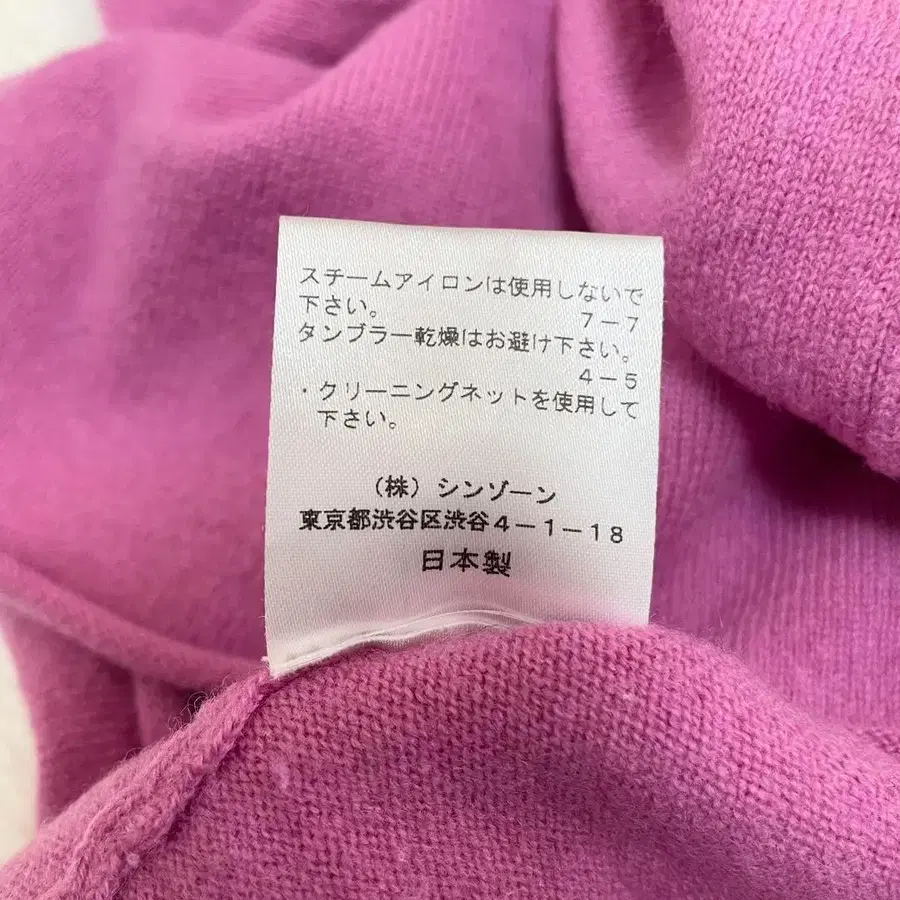 スチームアイロンは使用しないで
下さい。 7-7
タンブラー乾燥はお避け下さい。
4-5
・クリーニングネットを使用して
下さい。
(株) シンゾーン
東京都渋谷区渋谷4-1-18
日本製